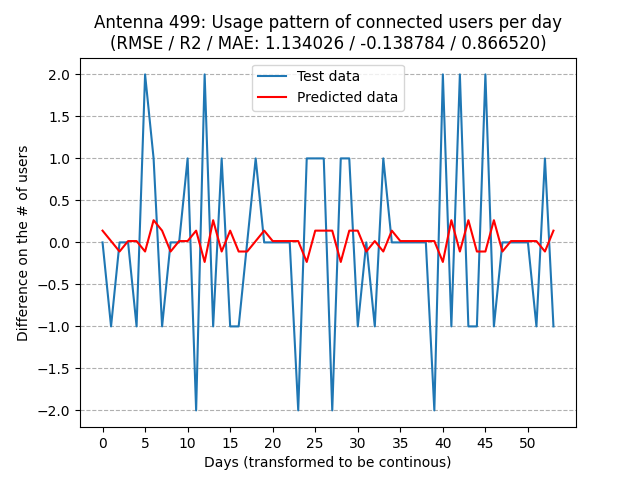 Antenna 499: Usage pattern of connected users per day
(RMSE / R2 / MAE: 1.134026 / -0.138784 / 0.866520)
Test data
Predicted data
Difference on the # of users
2.0
1.5
1.0
0.5
0.0
−0.5
−1.0
−1.5
−2.0
0 5 10 15 20 25 30 35 40 45 50
Days (transformed to be continous)